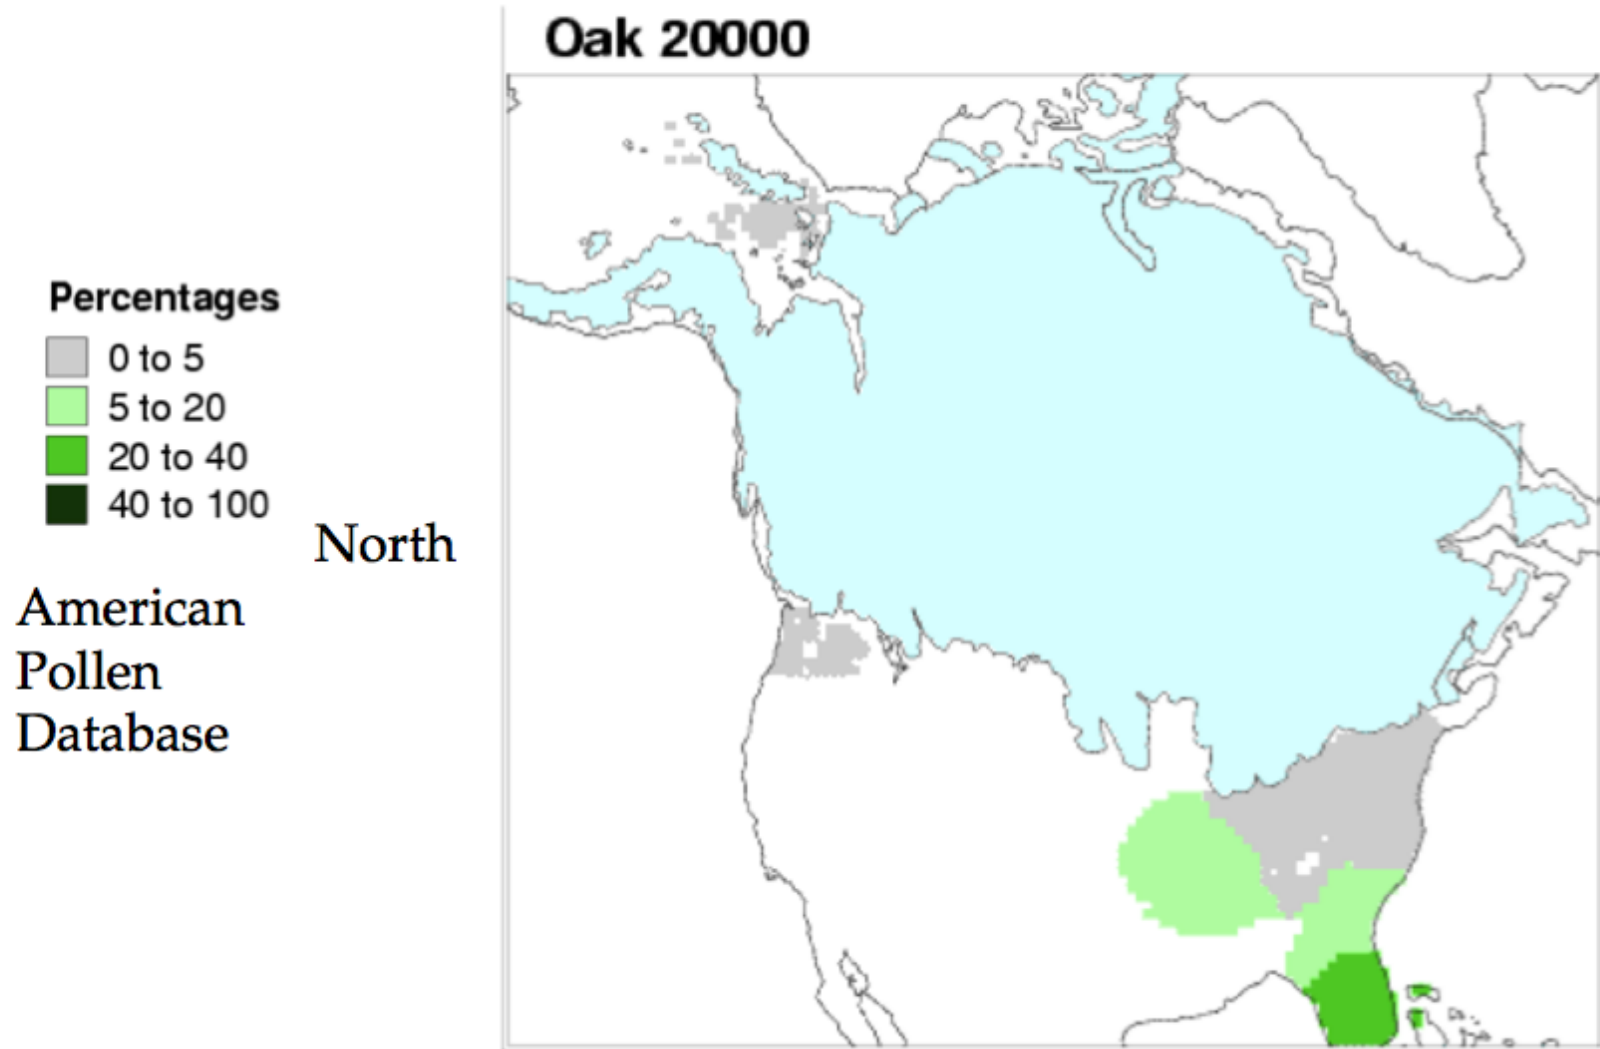 Oak 20000
Percentages
0 to 5
5 to 20
20 to 40
40 to 100
North
American
Pollen
Database